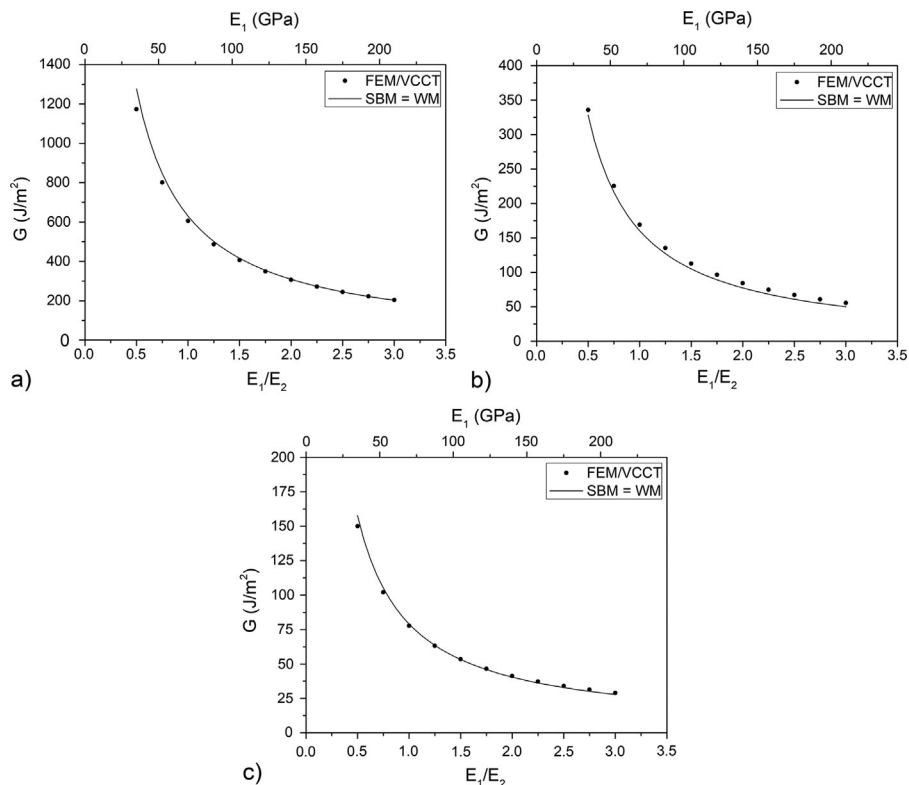 E1 (GPa)
0 50 100 150 200
1400
1200
1000
800
600
400
200
0
G (J/m²)
FEM/VCCT
SBM = WM
0.0 0.5 1.0 1.5 2.0 2.5 3.0 3.5
E1/E2
a)
E1 (GPa)
0 50 100 150 200
400
350
300
250
200
150
100
50
0
G (J/m²)
FEM/VCCT
SBM = WM
0.0 0.5 1.0 1.5 2.0 2.5 3.0 3.5
E1/E2
b)
E1 (GPa)
0 50 100 150 200
200
175
150
125
100
75
50
25
0
G (J/m²)
FEM/VCCT
SBM = WM
0.0 0.5 1.0 1.5 2.0 2.5 3.0 3.5
E1/E2
c)